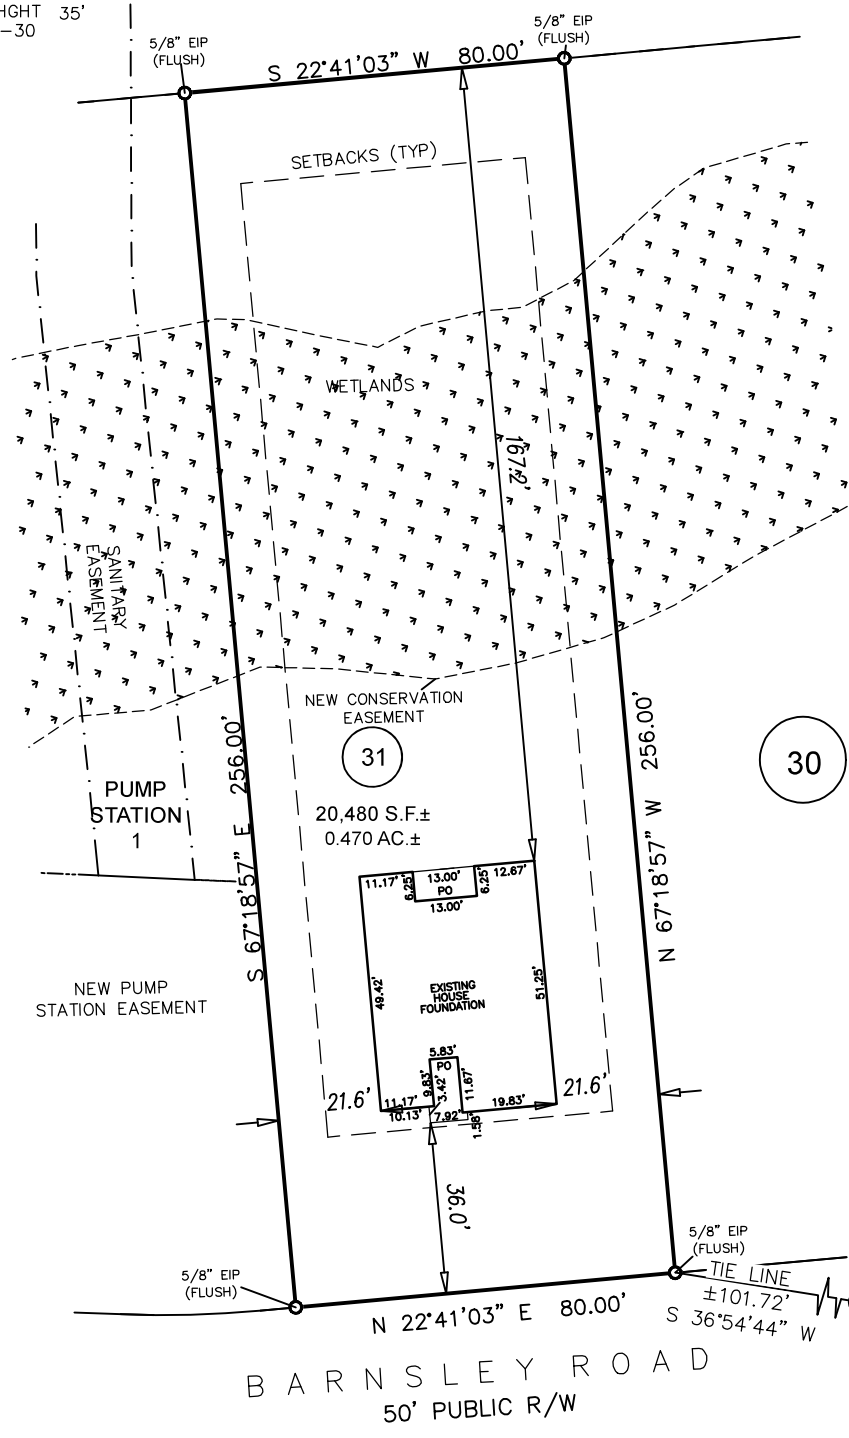 HGHT 35'
-30
5/8" EIP
(FLUSH)
5/8" EIP
(FLUSH)
S 22°41'03" W 80.00'
SETBACKS (TYP)
WETLANDS
167.2'
SANITARY
EASEMENT
NEW CONSERVATION
EASEMENT
31
30
20,480 S.F.±
0.470 AC.±
PUMP
STATION
1
S 67°18'57" E 256.00'
N 67°18'57" W 256.00'
11.17'
6.25'
13.00'
PO
13.00'
6.25'
12.67'
49.42'
51.25'
EXISTING
HOUSE
FOUNDATION
NEW PUMP
STATION EASEMENT
5.83'
PO
9.83'
3.42'
11.67'
21.6'
11.17'
10.13'
7.92'
1.58'
19.83'
21.6'
36.0'
5/8" EIP
(FLUSH)
5/8" EIP
(FLUSH)
TIE LINE
±101.72'
S 36°54'44" W
N 22°41'03" E 80.00'
BARNSLEY ROAD
50' PUBLIC R/W